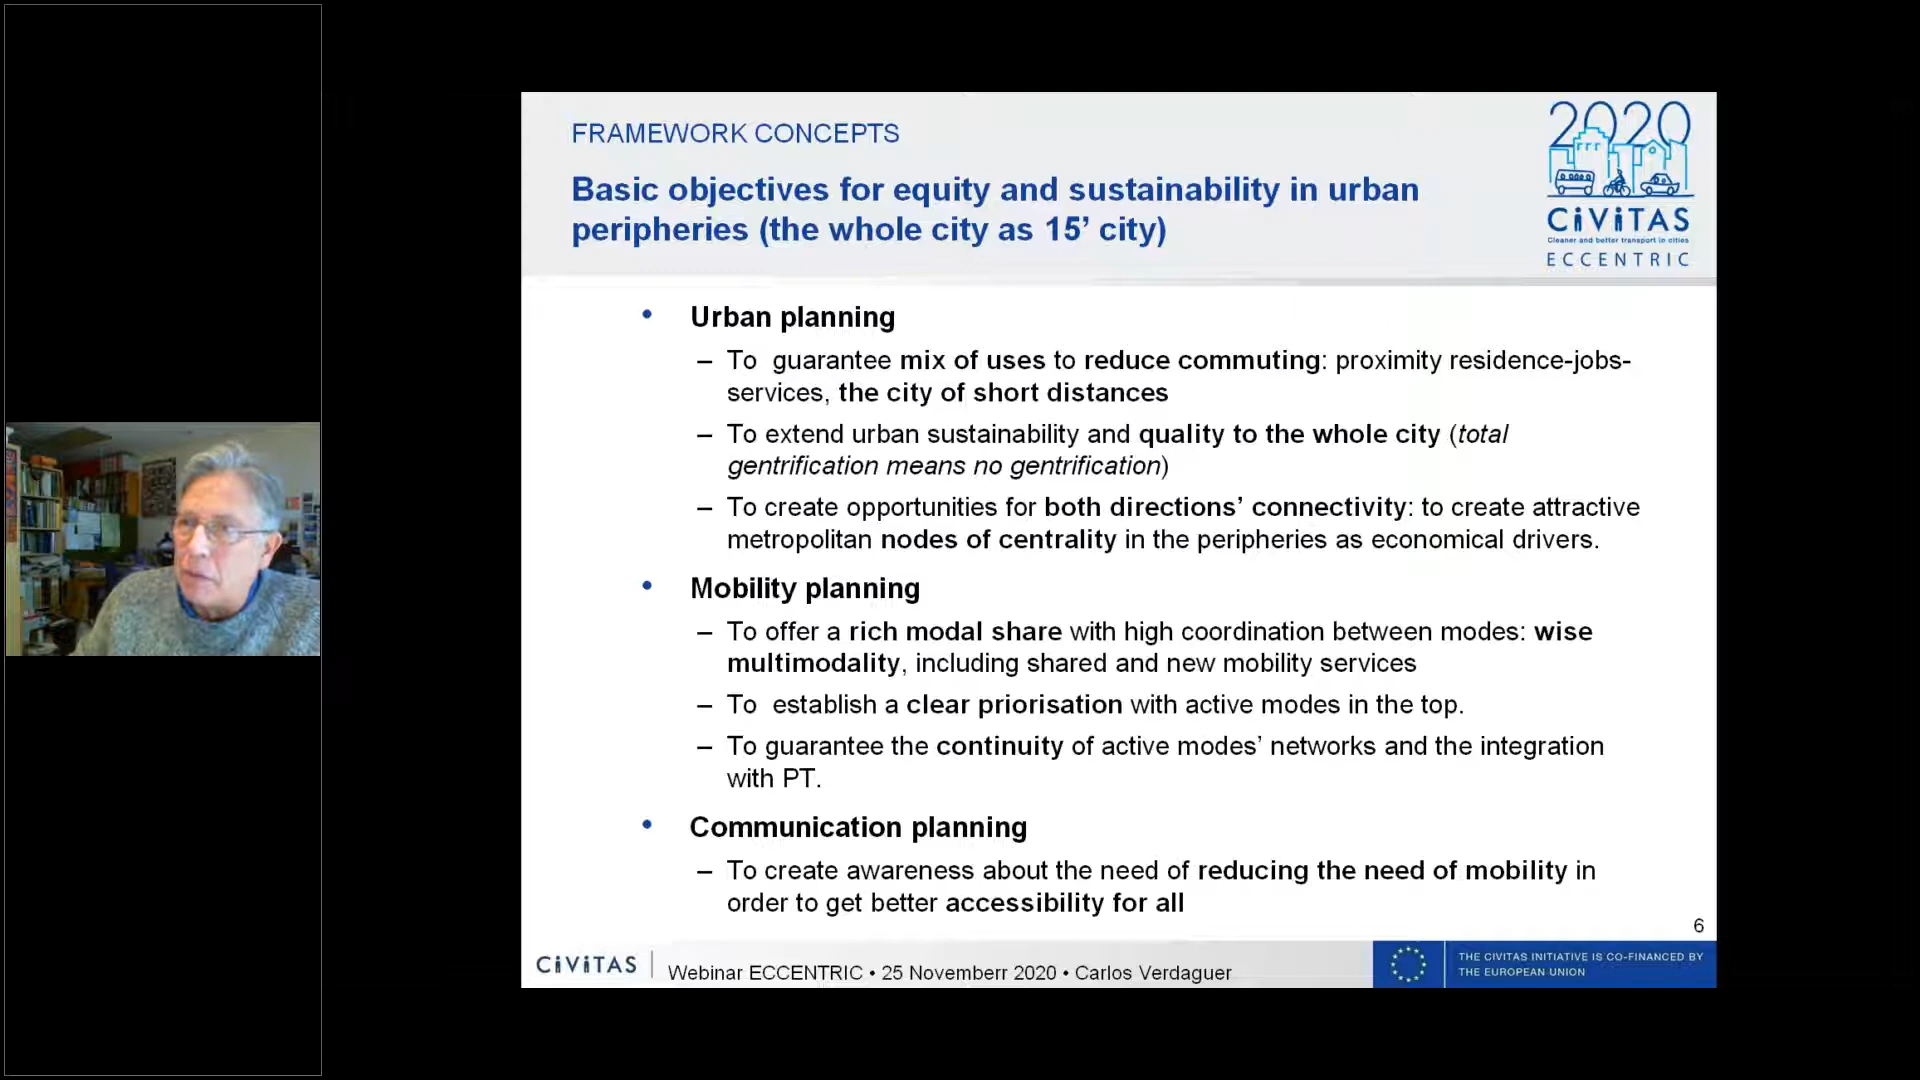 FRAMEWORK CONCEPTS
Basic objectives for equity and sustainability in urban
peripheries (the whole city as 15’ city)
2020
CiViTAS
Cleaner and better transport in cities
ECCENTRIC
• Urban planning
– To guarantee mix of uses to reduce commuting: proximity residence-jobs-
services, the city of short distances
– To extend urban sustainability and quality to the whole city (total
gentrification means no gentrification)
– To create opportunities for both directions’ connectivity: to create attractive
metropolitan nodes of centrality in the peripheries as economical drivers.
• Mobility planning
– To offer a rich modal share with high coordination between modes: wise
multimodality, including shared and new mobility services
– To establish a clear priorisation with active modes in the top.
– To guarantee the continuity of active modes’ networks and the integration
with PT.
• Communication planning
– To create awareness about the need of reducing the need of mobility in
order to get better accessibility for all
6
CiViTAS
Webinar ECCENTRIC • 25 Novemberr 2020 • Carlos Verdaguer
THE CIVITAS INITIATIVE IS CO-FINANCED BY
THE EUROPEAN UNION